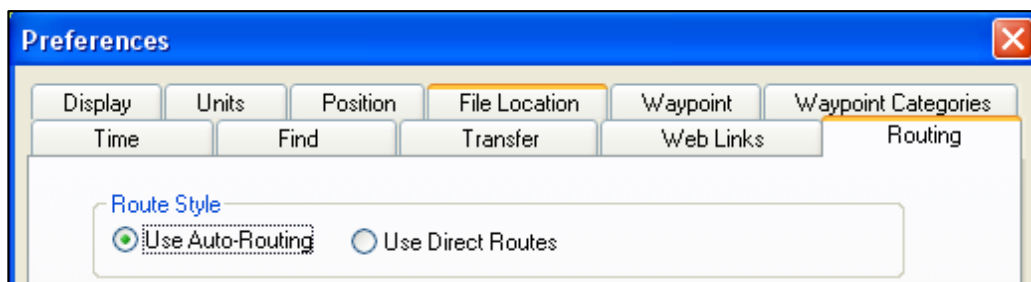 Preferences
Display Units Position File Location Waypoint Waypoint Categories
Time Find Transfer Web Links Routing
Route Style
Use Auto-Routing Use Direct Routes